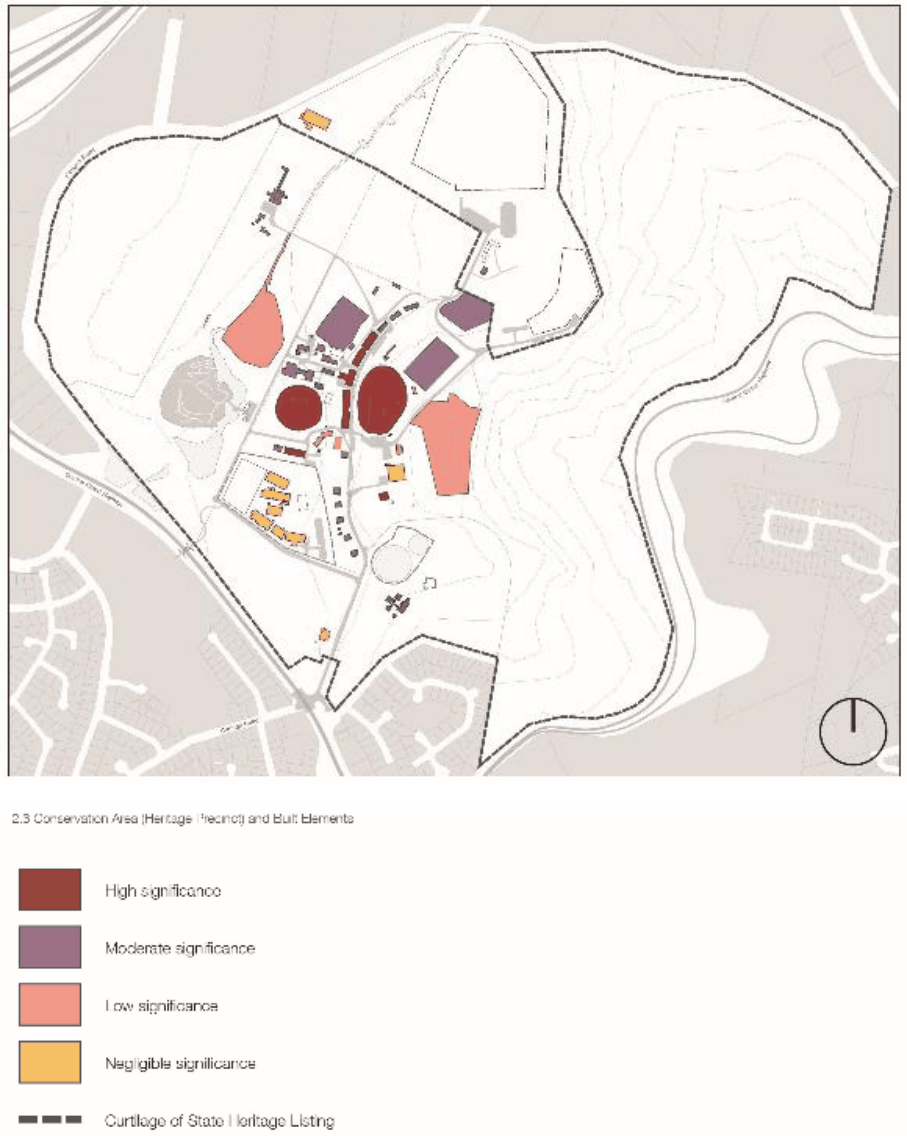 2.3 Conservation Area (Heritage Precinct) and Built Elements
High significance
Moderate significance
Low significance
Negligible significance
Curtilage of State Heritage Listing